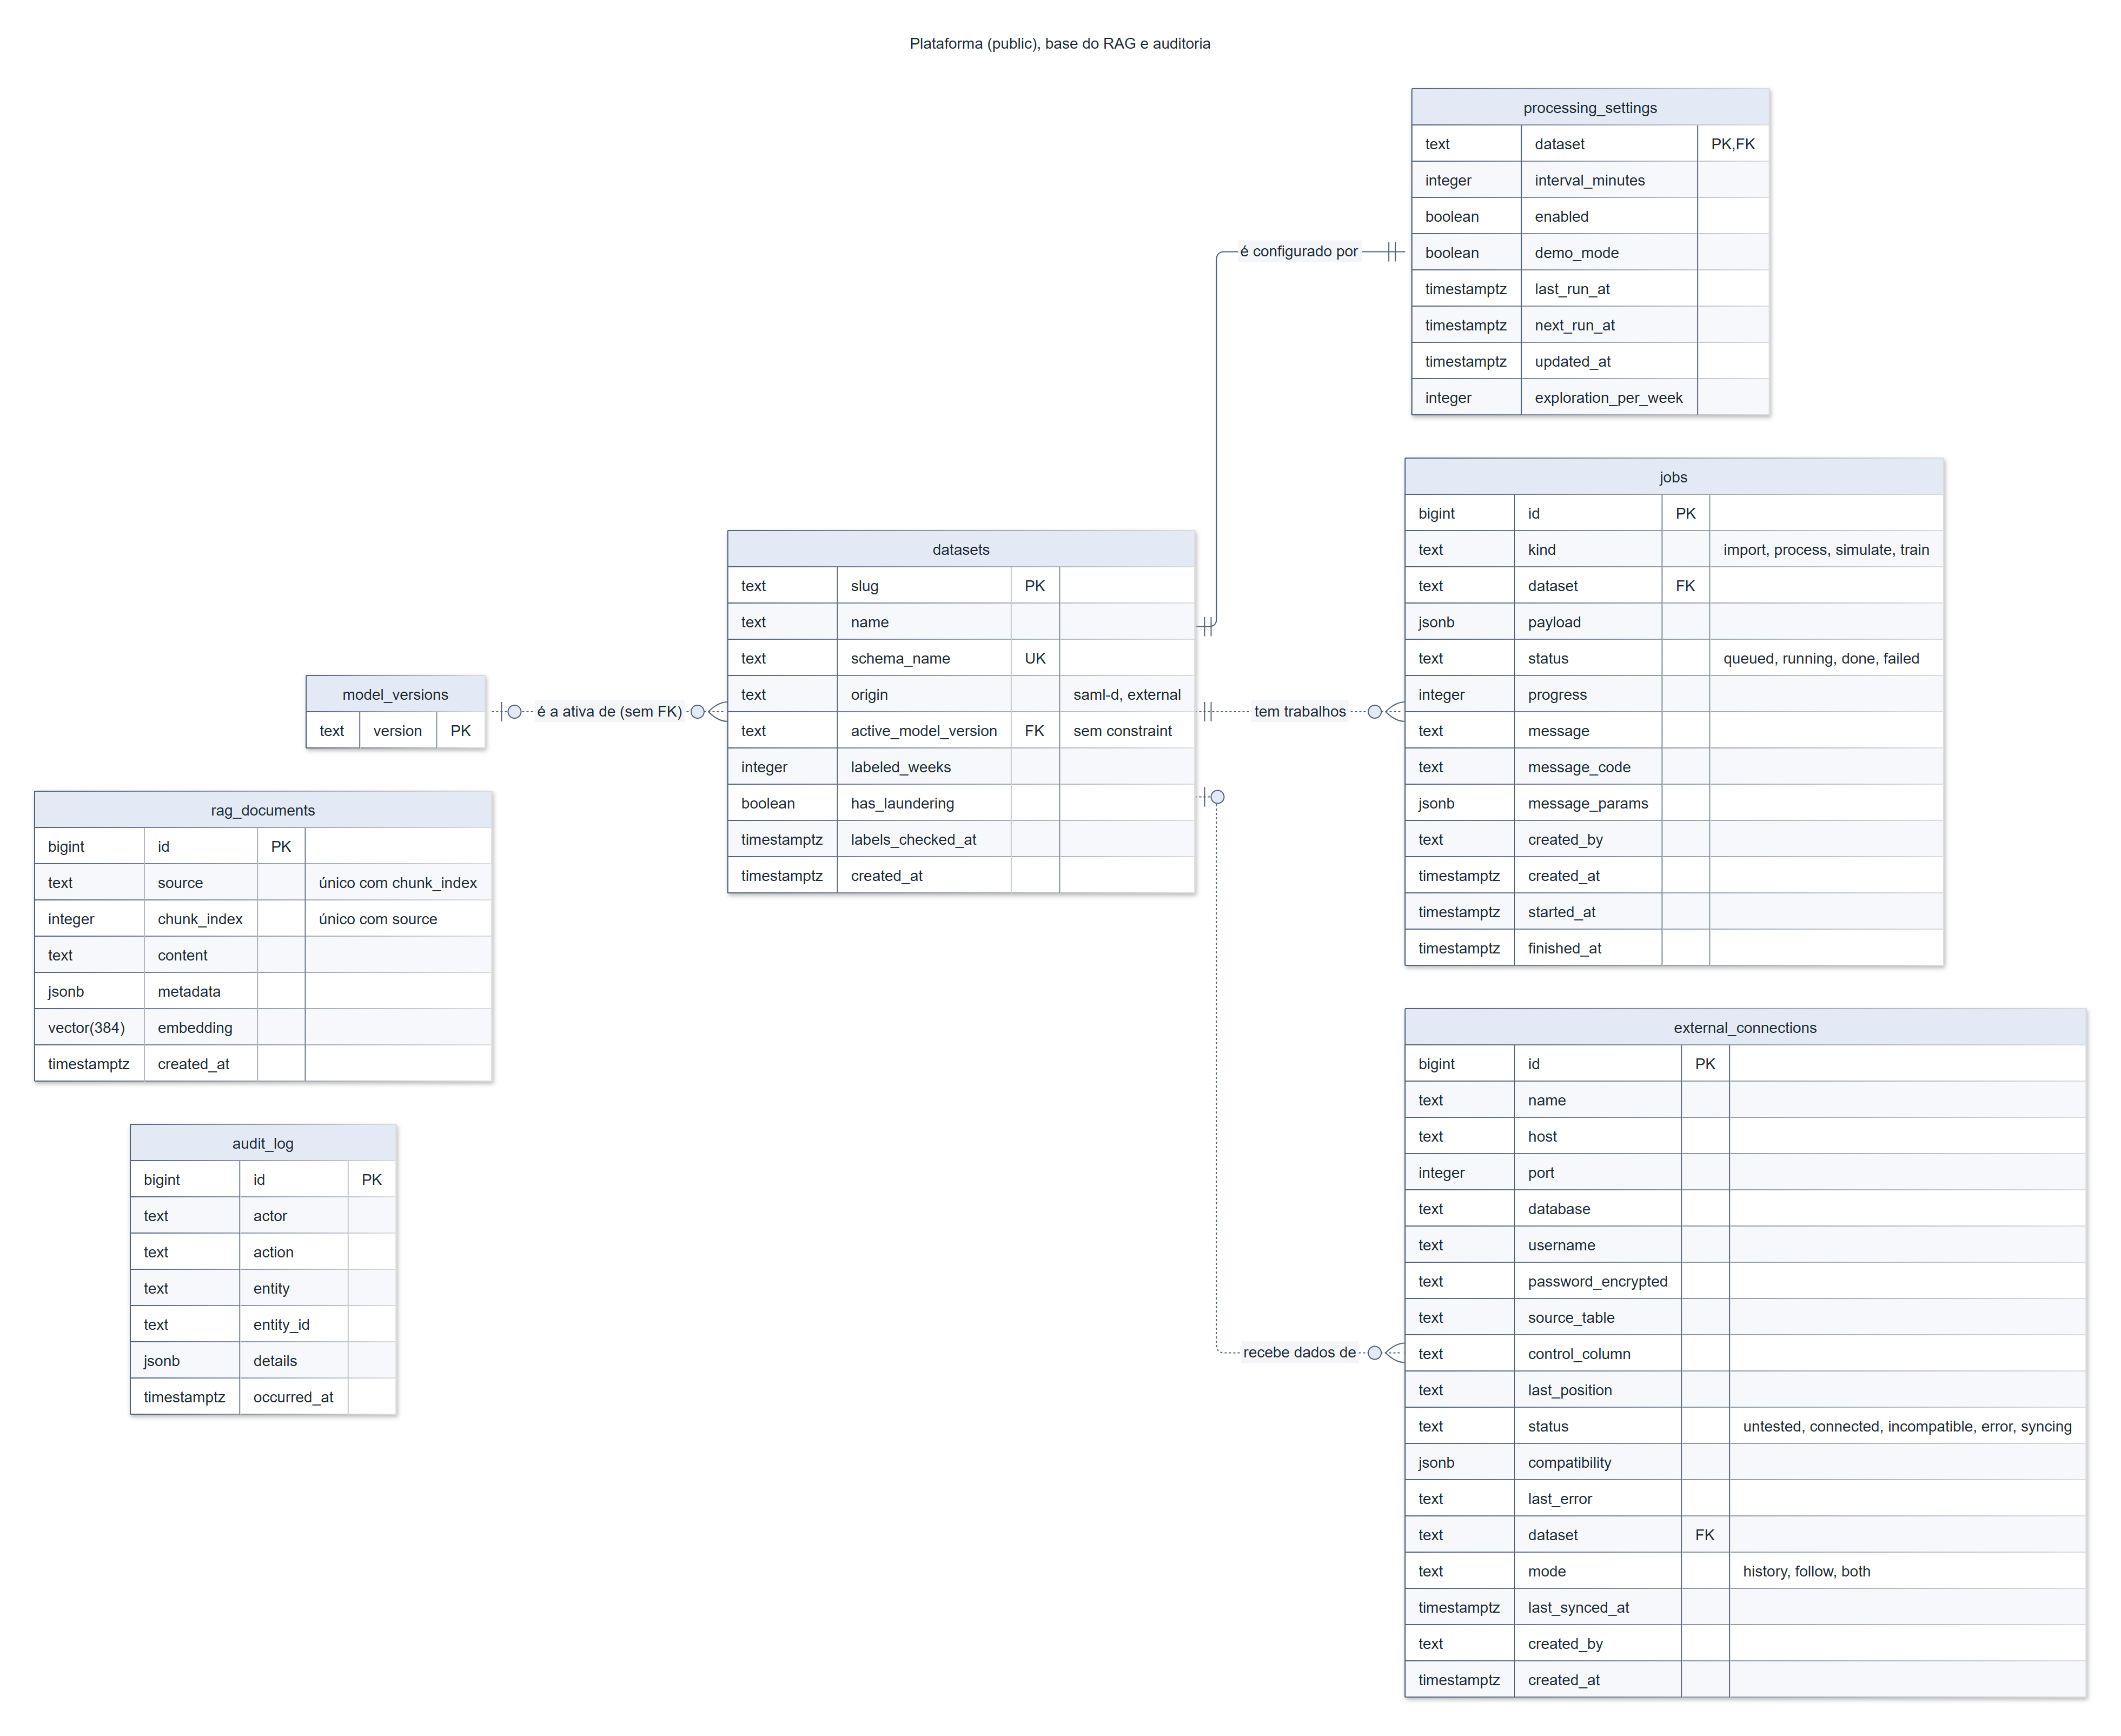 Plataforma (public), base do RAG e auditoria
processing_settings
text dataset PK,FK
integer interval_minutes
boolean enabled
boolean demo_mode
timestamptz last_run_at
timestamptz next_run_at
timestamptz updated_at
integer exploration_per_week
é configurado por
jobs
bigint id PK
text kind import, process, simulate, train
text dataset FK
jsonb payload
text status queued, running, done, failed
integer progress
text message
text message_code
jsonb message_params
text created_by
timestamptz created_at
timestamptz started_at
timestamptz finished_at
datasets
text slug PK
text name
text schema_name UK
text origin saml-d, external
text active_model_version FK sem constraint
integer labeled_weeks
boolean has_laundering
timestamptz labels_checked_at
timestamptz created_at
tem trabalhos
model_versions
text version PK
é a ativa de (sem FK)
rag_documents
bigint id PK
text source único com chunk_index
integer chunk_index único com source
text content
jsonb metadata
vector(384) embedding
timestamptz created_at
audit_log
bigint id PK
text actor
text action
text entity
text entity_id
jsonb details
timestamptz occurred_at
recebe dados de
external_connections
bigint id PK
text name
text host
integer port
text database
text username
text password_encrypted
text source_table
text control_column
text last_position
text status untested, connected, incompatible, error, syncing
jsonb compatibility
text last_error
text dataset FK
text mode history, follow, both
timestamptz last_synced_at
text created_by
timestamptz created_at